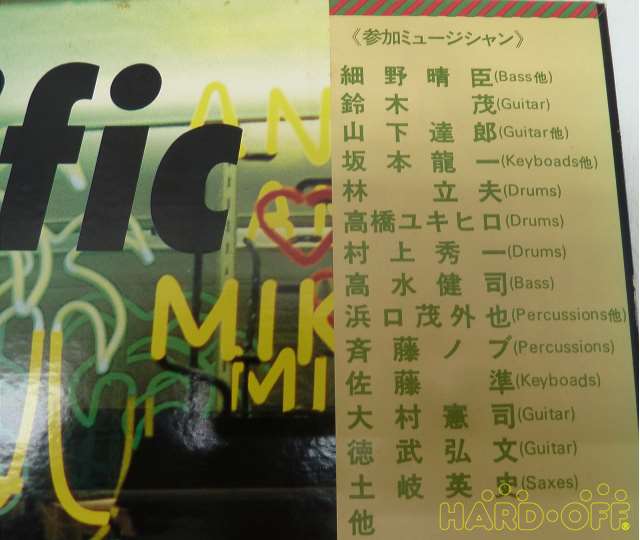 fic
AN
MIK
MI
《参加ミュージシャン》
細野晴臣(Bass他)
鈴木茂(Guitar)
山下達郎(Guitar他)
坂本龍一(Keyboads他)
林立夫(Drums)
高橋ユキヒロ(Drums)
村上秀一(Drums)
高水健司(Bass)
浜口茂外也(Percussions他)
斉藤ノブ(Percussions)
佐藤準(Keyboads)
大村憲司(Guitar)
徳武弘文(Guitar)
土岐英史(Saxes)
他
HARD·OFF®